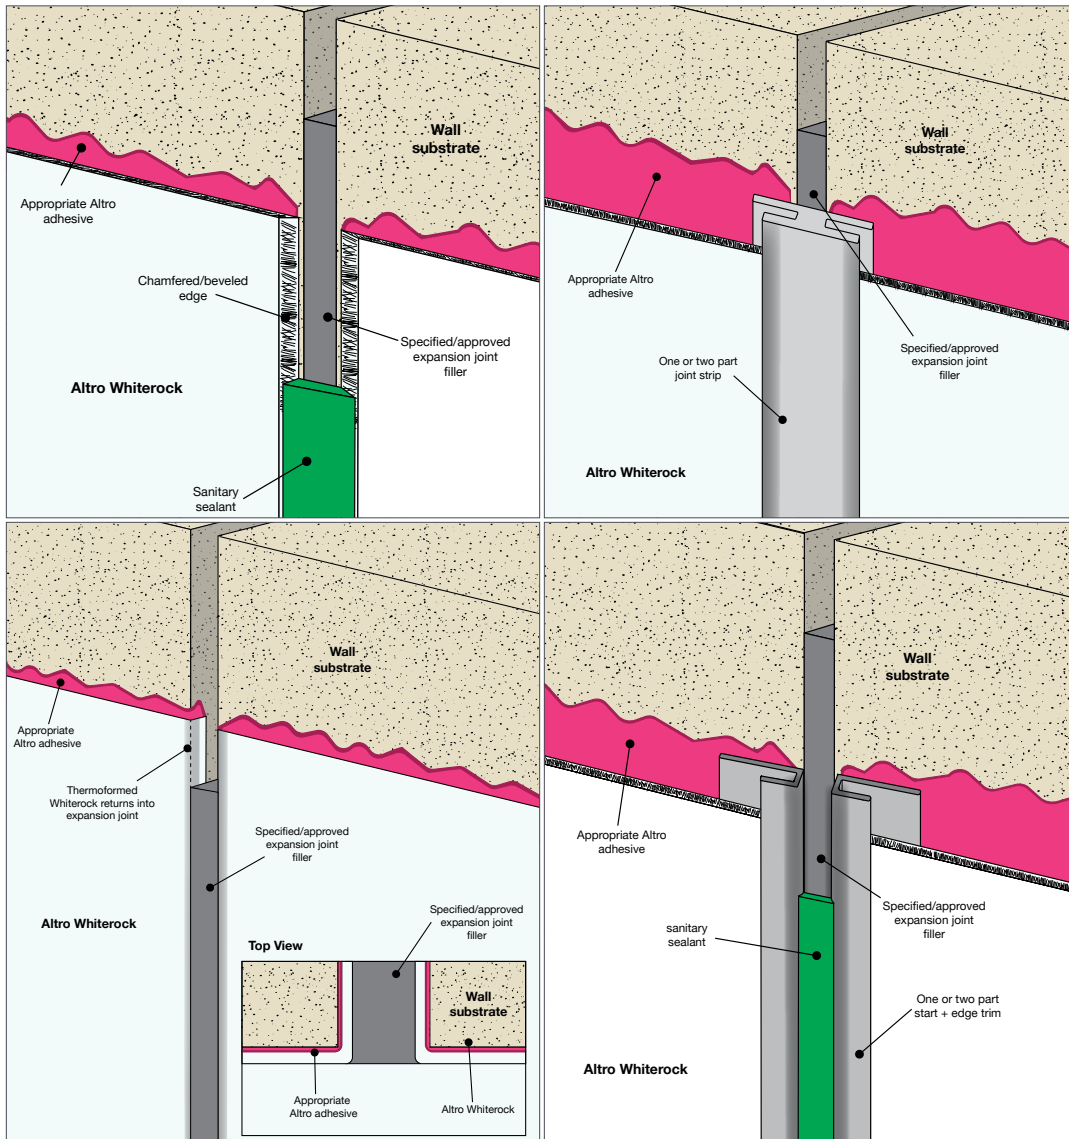 Wall
substrate
Appropriate Altro
adhesive
Chamfered/beveled
edge
Specified/approved
expansion joint
filler
Altro Whiterock
Sanitary
sealant
Wall
substrate
Appropriate Altro
adhesive
Specified/approved
expansion joint
filler
One or two part
joint strip
Altro Whiterock
Wall
substrate
Appropriate
Altro adhesive
Thermoformed
Whiterock returns into
expansion joint
Specified/approved
expansion joint
filler
Altro Whiterock
Specified/approved
expansion joint
filler
Top View
Wall
substrate
Appropriate
Altro adhesive
Altro Whiterock
Wall
substrate
Appropriate Altro
adhesive
Specified/approved
expansion joint
filler
sanitary
sealant
One or two part
start + edge trim
Altro Whiterock